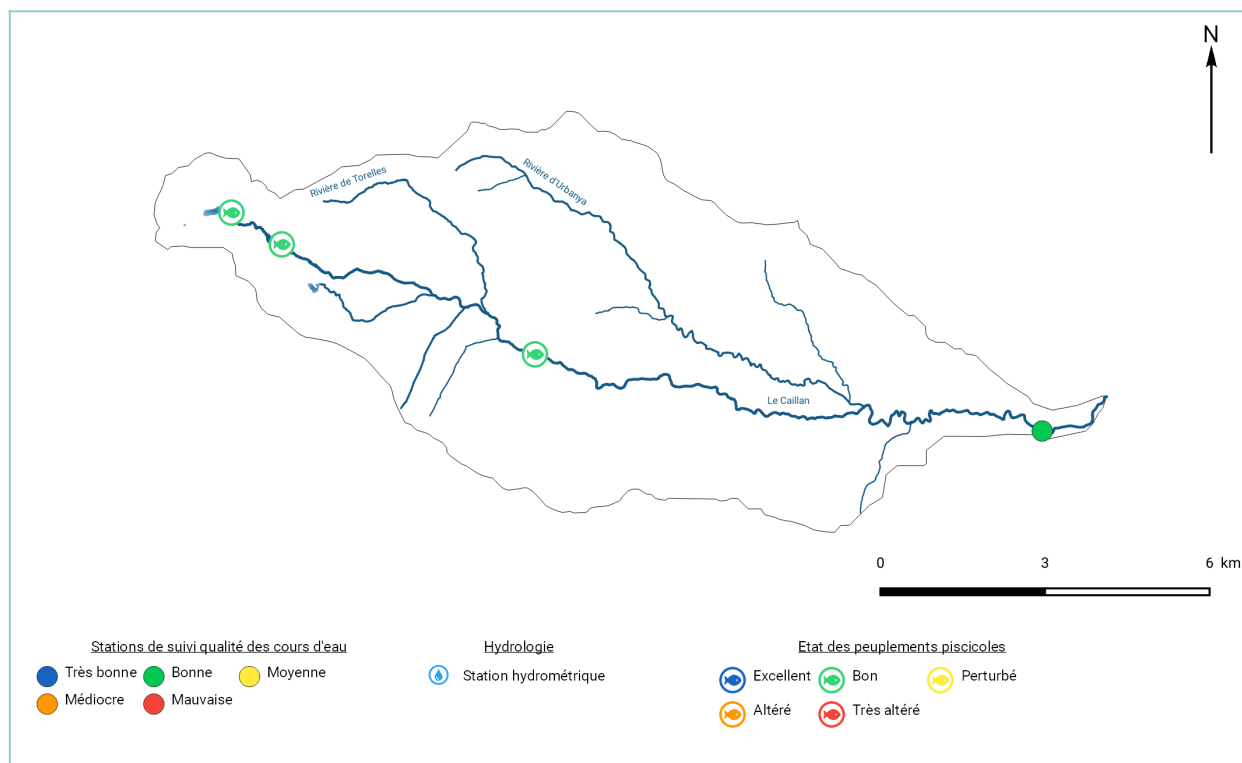 N
Rivière de Torelles
Rivière d'Urbanya
Le Caillan
0 3 6 km
Stations de suivi qualité des cours d'eau
Très bonne Bonne Moyenne
Médiocre Mauvaise
Hydrologie
Station hydrométrique
Etat des peuplements piscicoles
Excellent Bon Perturbé
Altéré Très altéré